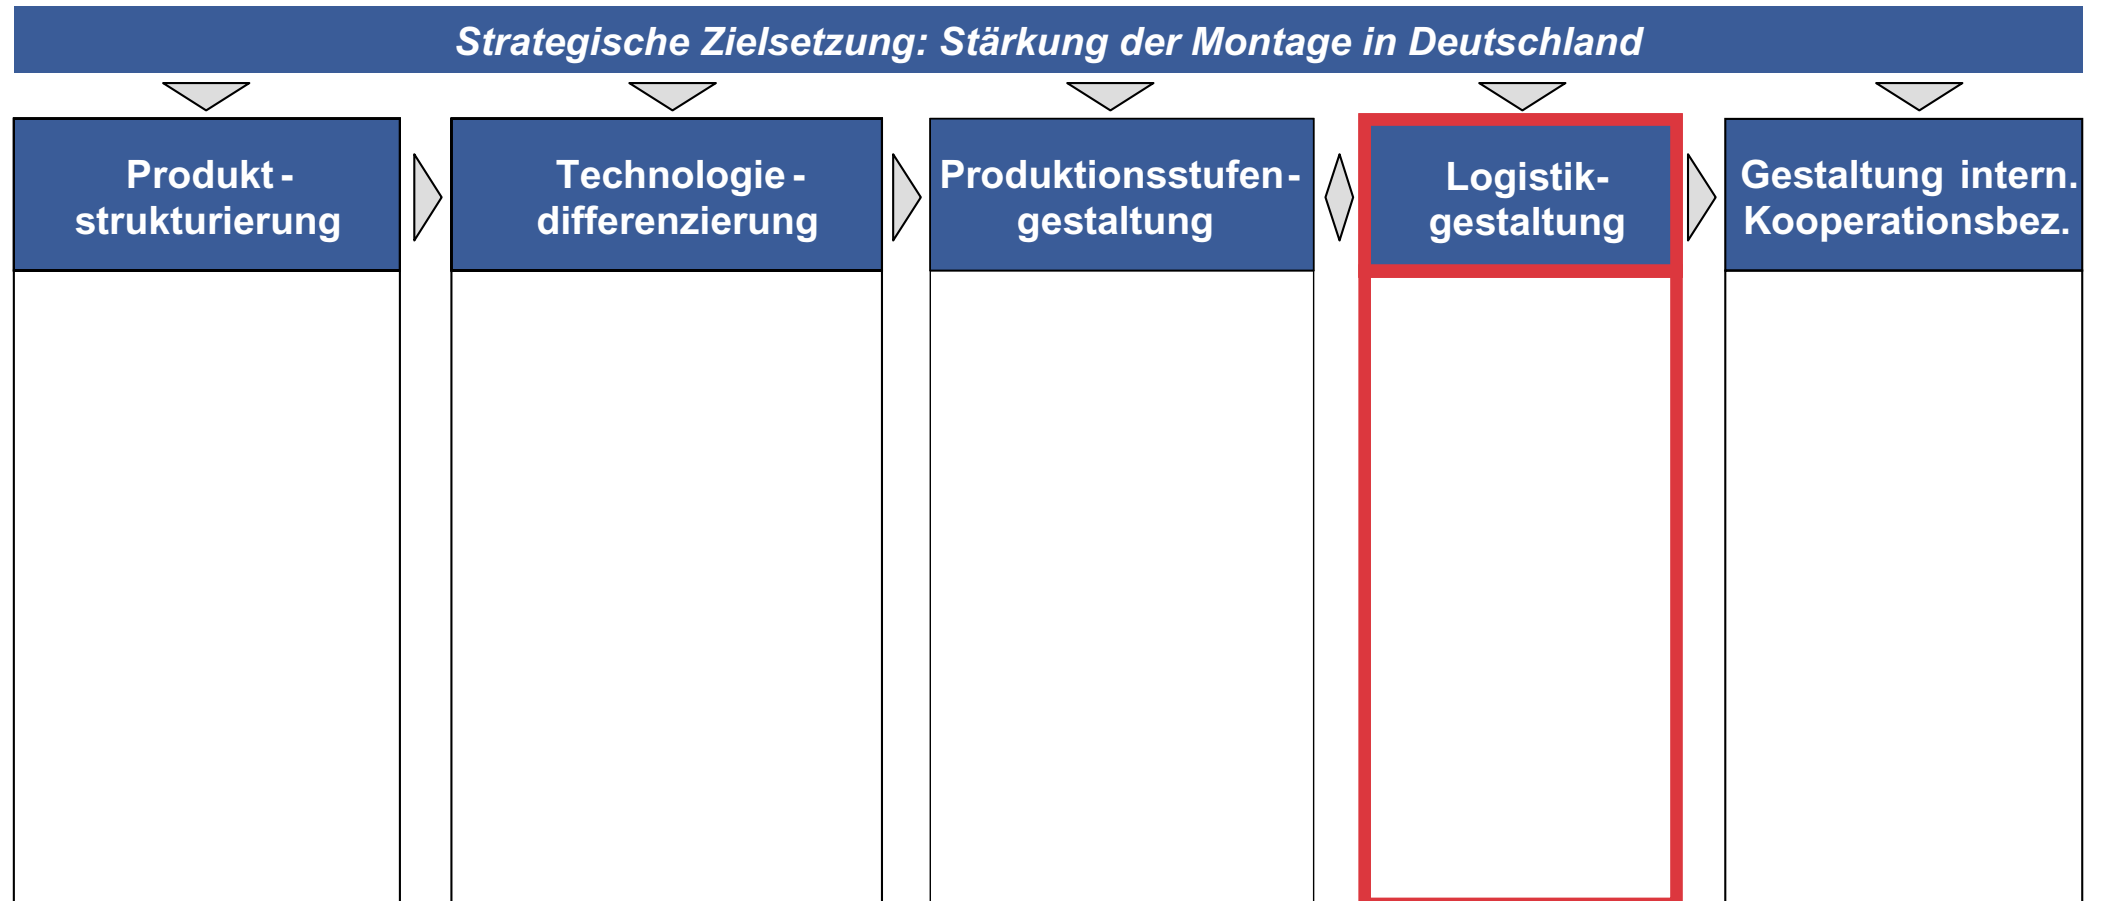 Strategische Zielsetzung: Stärkung der Montage in Deutschland
Produkt-
strukturierung
Technologie-
differenzierung
Produktionsstufen-
gestaltung
Logistik-
gestaltung
Gestaltung intern.
Kooperationsbez.